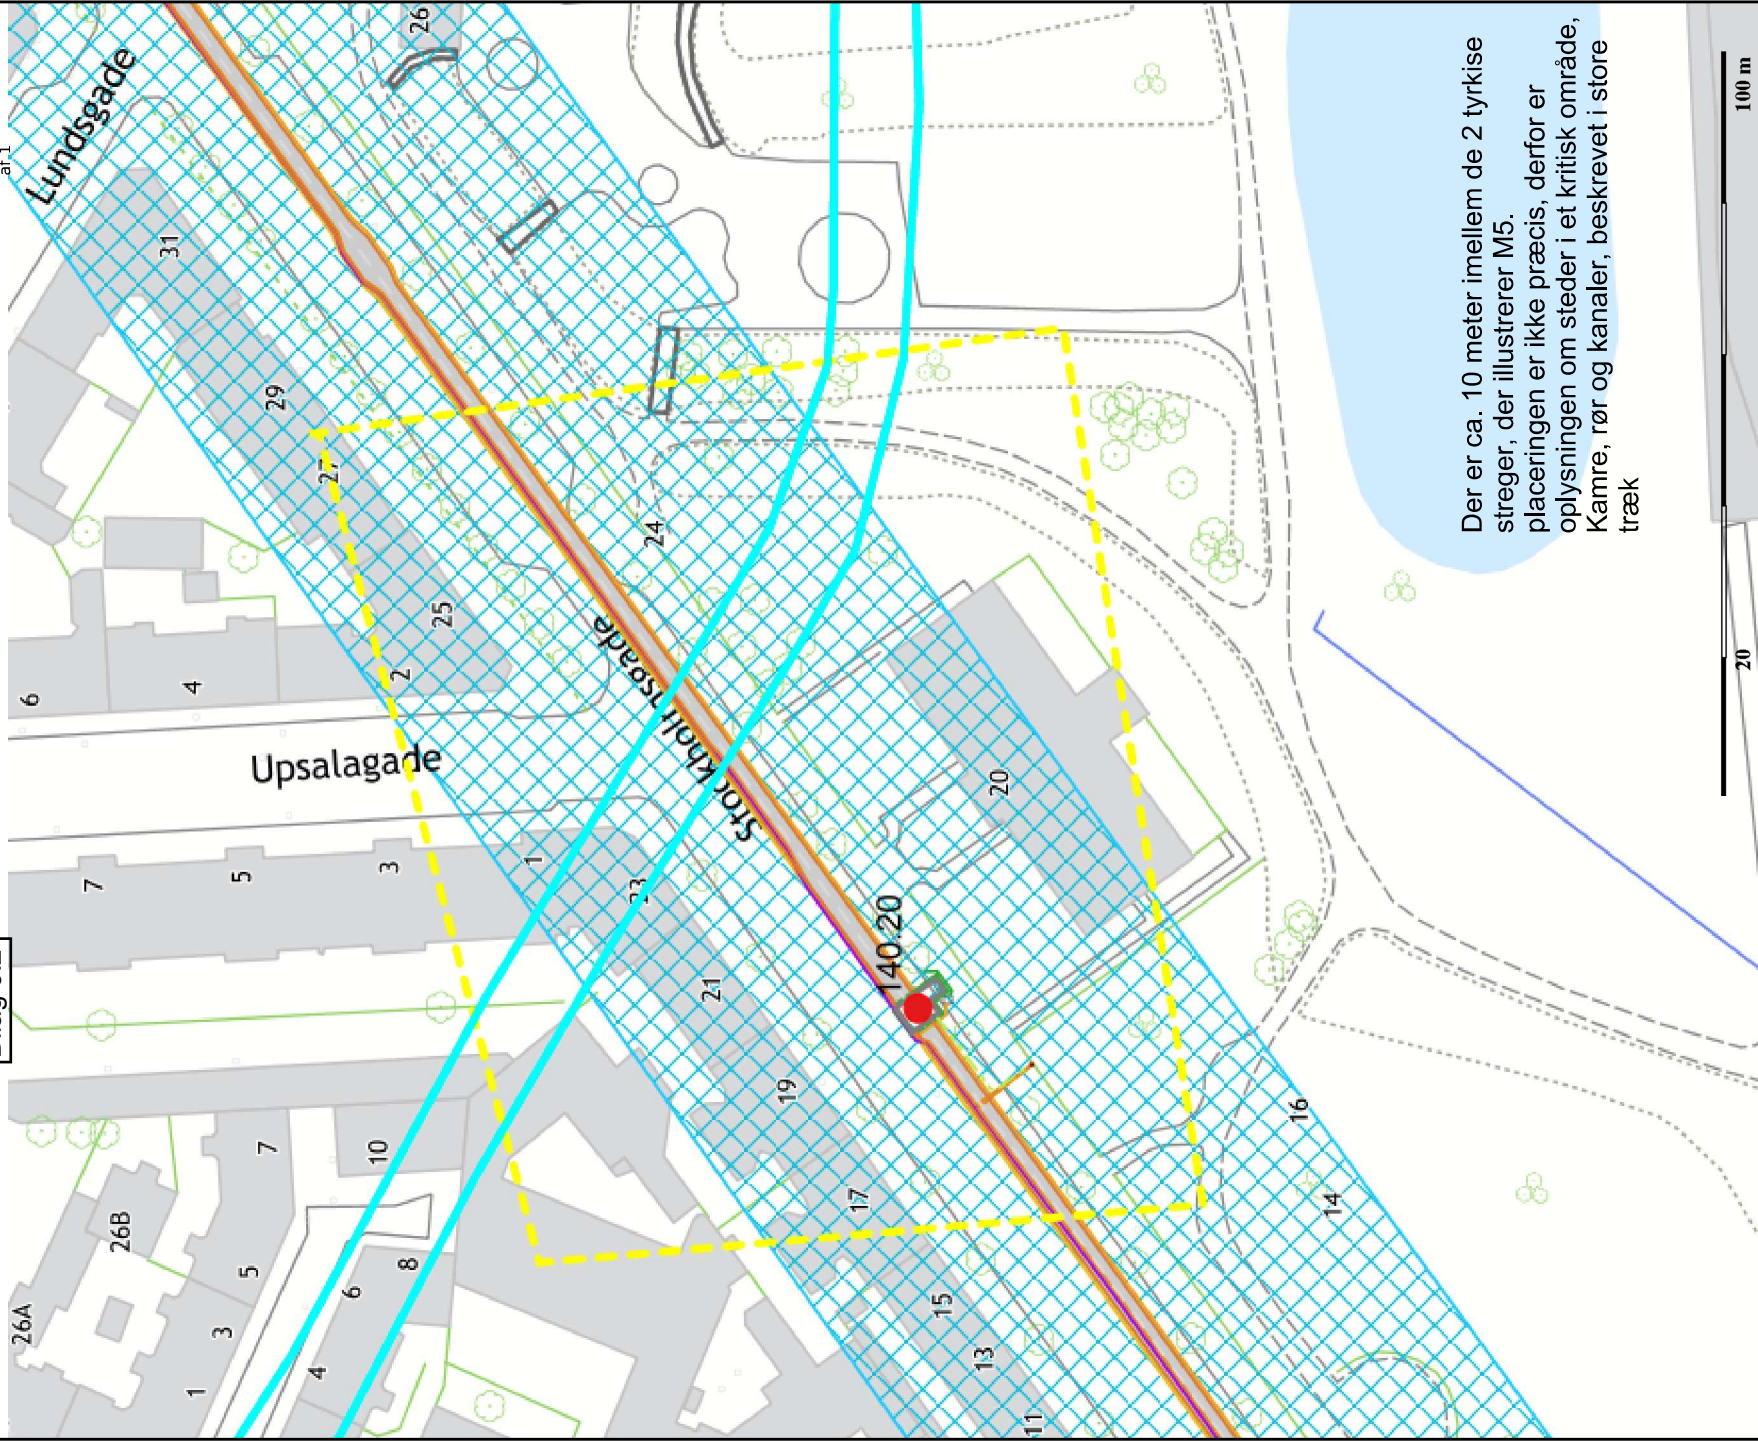 af 1
Lundsgade
31
29
27
25
2
6
4
26
24
Upsalagade
Stockholmsgade
7
5
3
1
23
21
20
140.20
19
17
16
14
15
13
11
7
10
26B
5
8
6
26A
3
4
1
Der er ca. 10 meter imellem de 2 tyrkise
streger, der illustrerer M5.
placeringen er ikke præcis, derfor er
oplysningen om steder i et kritisk område,
Kamre, rør og kanaler, beskrevet i store
træk
20
100 m